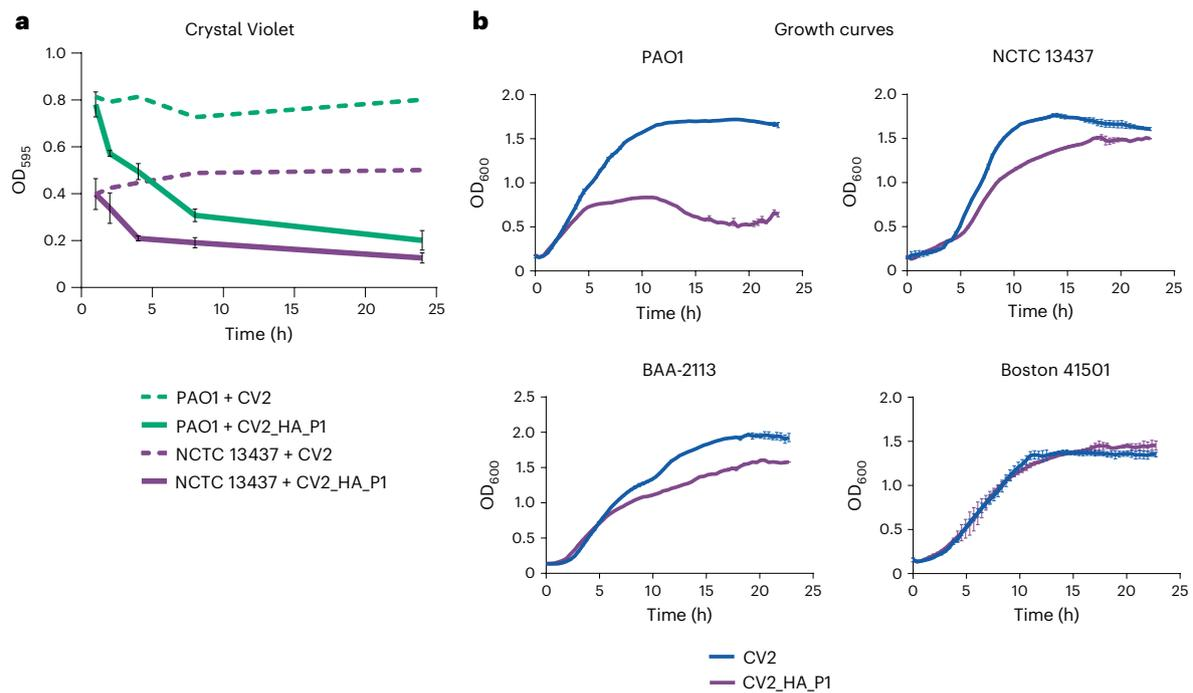 a
Crystal Violet
OD595
1.0
0.8
0.6
0.4
0.2
0
0 5 10 15 20 25
Time (h)
PAO1 + CV2
PAO1 + CV2_HA_P1
NCTC 13437 + CV2
NCTC 13437 + CV2_HA_P1
b
Growth curves
PAO1
OD600
2.0
1.5
1.0
0.5
0
0 5 10 15 20 25
Time (h)
NCTC 13437
OD600
2.0
1.5
1.0
0.5
0
0 5 10 15 20 25
Time (h)
BAA-2113
OD600
2.5
2.0
1.5
1.0
0.5
0
0 5 10 15 20 25
Time (h)
Boston 41501
OD600
2.0
1.5
1.0
0.5
0
0 5 10 15 20 25
Time (h)
CV2
CV2_HA_P1